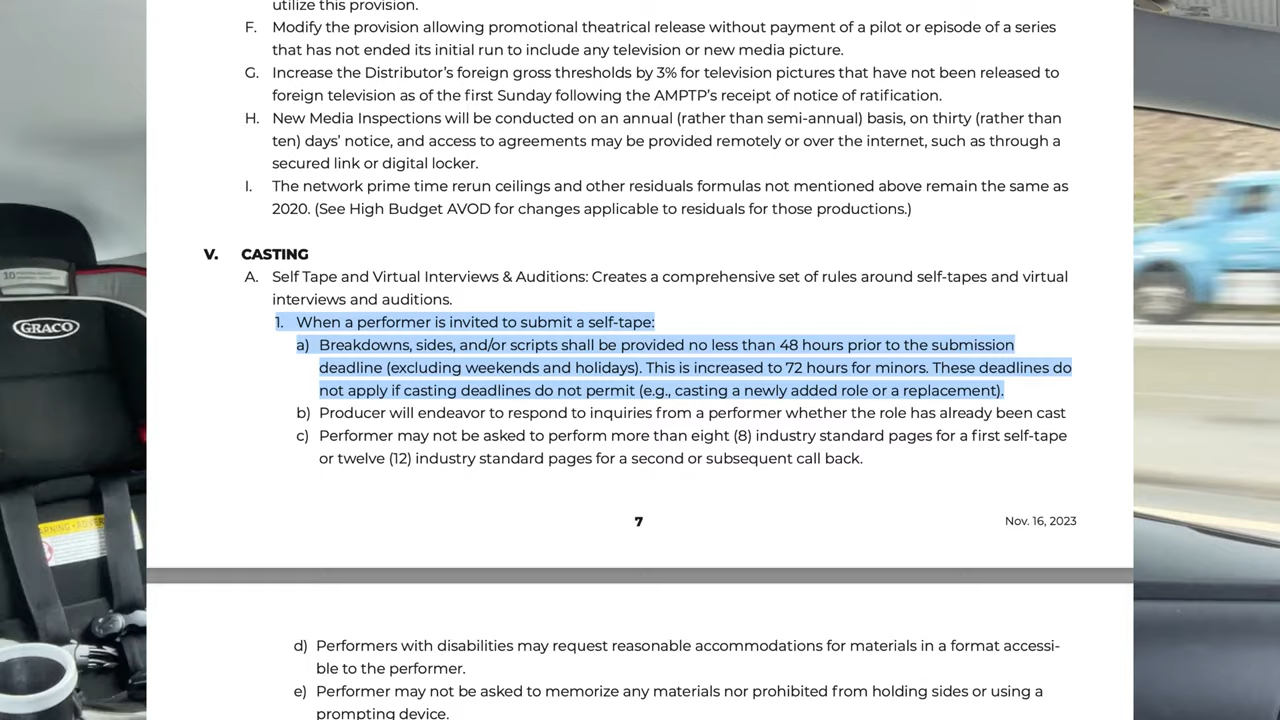 utilize this provision.
F. Modify the provision allowing promotional theatrical release without payment of a pilot or episode of a series
that has not ended its initial run to include any television or new media picture.
G. Increase the Distributor’s foreign gross thresholds by 3% for television pictures that have not been released to
foreign television as of the first Sunday following the AMPTP’s receipt of notice of ratification.
H. New Media Inspections will be conducted on an annual (rather than semi-annual) basis, on thirty (rather than
ten) days’ notice, and access to agreements may be provided remotely or over the internet, such as through a
secured link or digital locker.
I. The network prime time rerun ceilings and other residuals formulas not mentioned above remain the same as
2020. (See High Budget AVOD for changes applicable to residuals for those productions.)
V. CASTING
A. Self Tape and Virtual Interviews & Auditions: Creates a comprehensive set of rules around self-tapes and virtual
interviews and auditions.
1. When a performer is invited to submit a self-tape:
a) Breakdowns, sides, and/or scripts shall be provided no less than 48 hours prior to the submission
deadline (excluding weekends and holidays). This is increased to 72 hours for minors. These deadlines do
not apply if casting deadlines do not permit (e.g., casting a newly added role or a replacement).
b) Producer will endeavor to respond to inquiries from a performer whether the role has already been cast
c) Performer may not be asked to perform more than eight (8) industry standard pages for a first self-tape
or twelve (12) industry standard pages for a second or subsequent call back.
7
Nov. 16, 2023
d) Performers with disabilities may request reasonable accommodations for materials in a format accessi-
ble to the performer.
e) Performer may not be asked to memorize any materials nor prohibited from holding sides or using a
prompting device.
GRACO